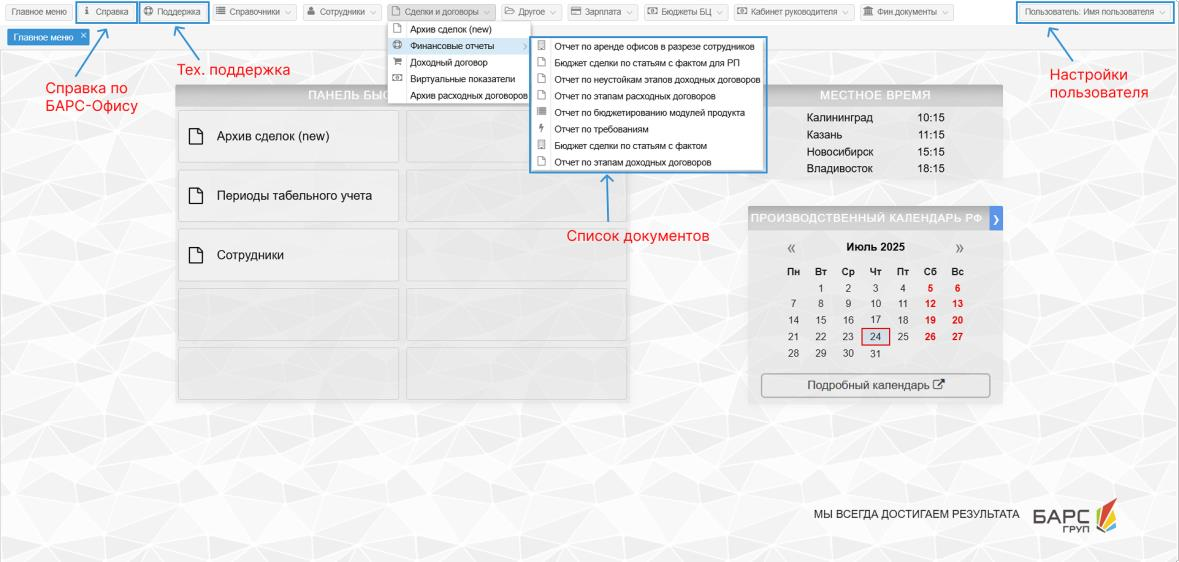 Главное меню
Справка
Поддержка
Справочники
Сотрудники
Сделки и договоры
Другое
Зарплата
Бюджеты БЦ
Кабинет руководителя
Фин.документы
Пользователь: Имя пользователя
Главное меню ×
Архив сделок (new)
Финансовые отчеты
Доходный договор
Виртуальные показатели
Архив расходных договоров
Отчет по аренде офисов в разрезе сотрудников
Бюджет сделки по статьям с фактом для РП
Отчет по неустойкам этапов доходных договоров
Отчет по этапам расходных договоров
Отчет по бюджетированию модулей продукта
Отчет по требованиям
Бюджет сделки по статьям с фактом
Отчет по этапам доходных договоров
Справка по
БАРС-Офису
Тех. поддержка
Список документов
Настройки
пользователя
ПАНЕЛЬ БЫС
Архив сделок (new)
Периоды табельного учета
Сотрудники
МЕСТНОЕ ВРЕМЯ
Калининград 10:15
Казань 11:15
Новосибирск 15:15
Владивосток 18:15
ПРОИЗВОДСТВЕННЫЙ КАЛЕНДАРЬ РФ
« Июль 2025 »
Пн Вт Ср Чт Пт Сб Вс
1 2 3 4 5 6
7 8 9 10 11 12 13
14 15 16 17 18 19 20
21 22 23 24 25 26 27
28 29 30 31
Подробный календарь
МЫ ВСЕГДА ДОСТИГАЕМ РЕЗУЛЬТАТА
БАРС
ГРУП